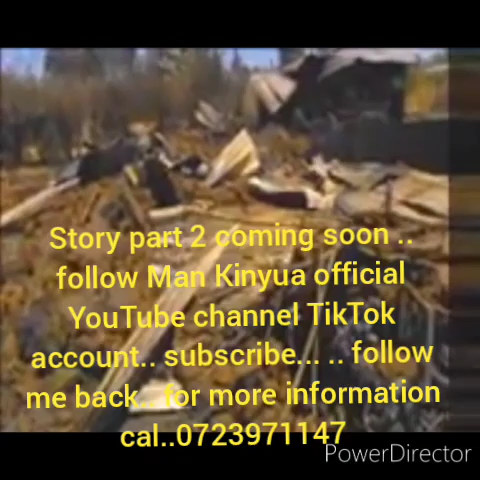 Story part 2 coming soon ..
follow Man Kinyua official
YouTube channel TikTok
account.. subscribe... .. follow
me back.. for more information
cal..0723971147
PowerDirector